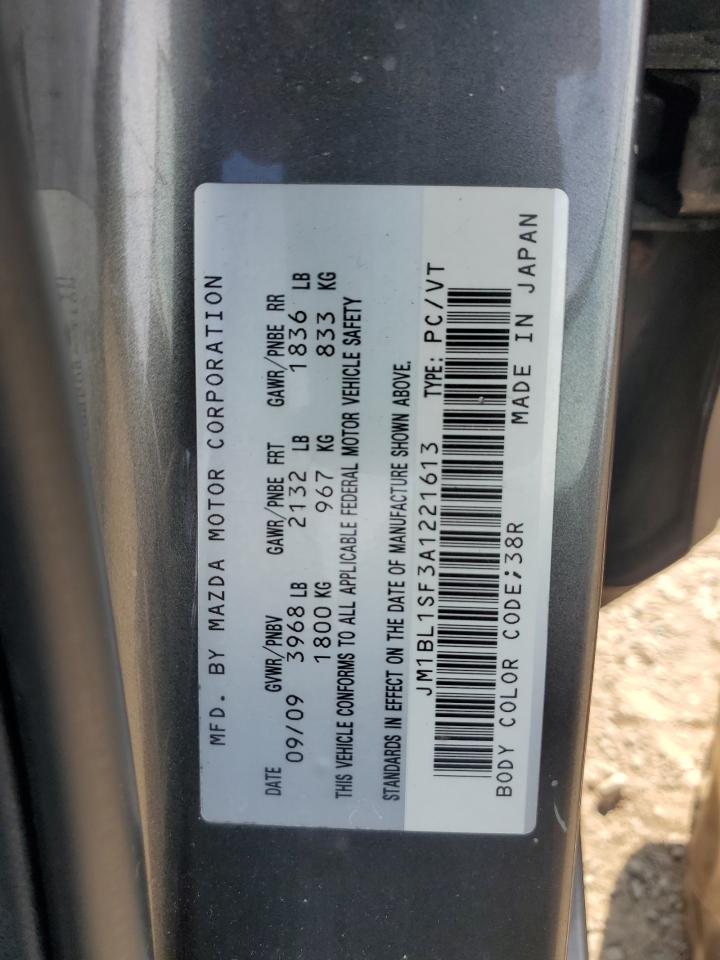 MFD. BY MAZDA MOTOR CORPORATION
DATE GVWR/PNBV GAWR/PNBE FRT GAWR/PNBE RR
09/09 3968 LB 2132 LB 1836 LB
1800 KG 967 KG 833 KG
THIS VEHICLE CONFORMS TO ALL APPLICABLE FEDERAL MOTOR VEHICLE SAFETY
STANDARDS IN EFFECT ON THE DATE OF MANUFACTURE SHOWN ABOVE.
JM1BL1SF3A1221613 TYPE: PC/VT
BODY COLOR CODE;38R MADE IN JAPAN